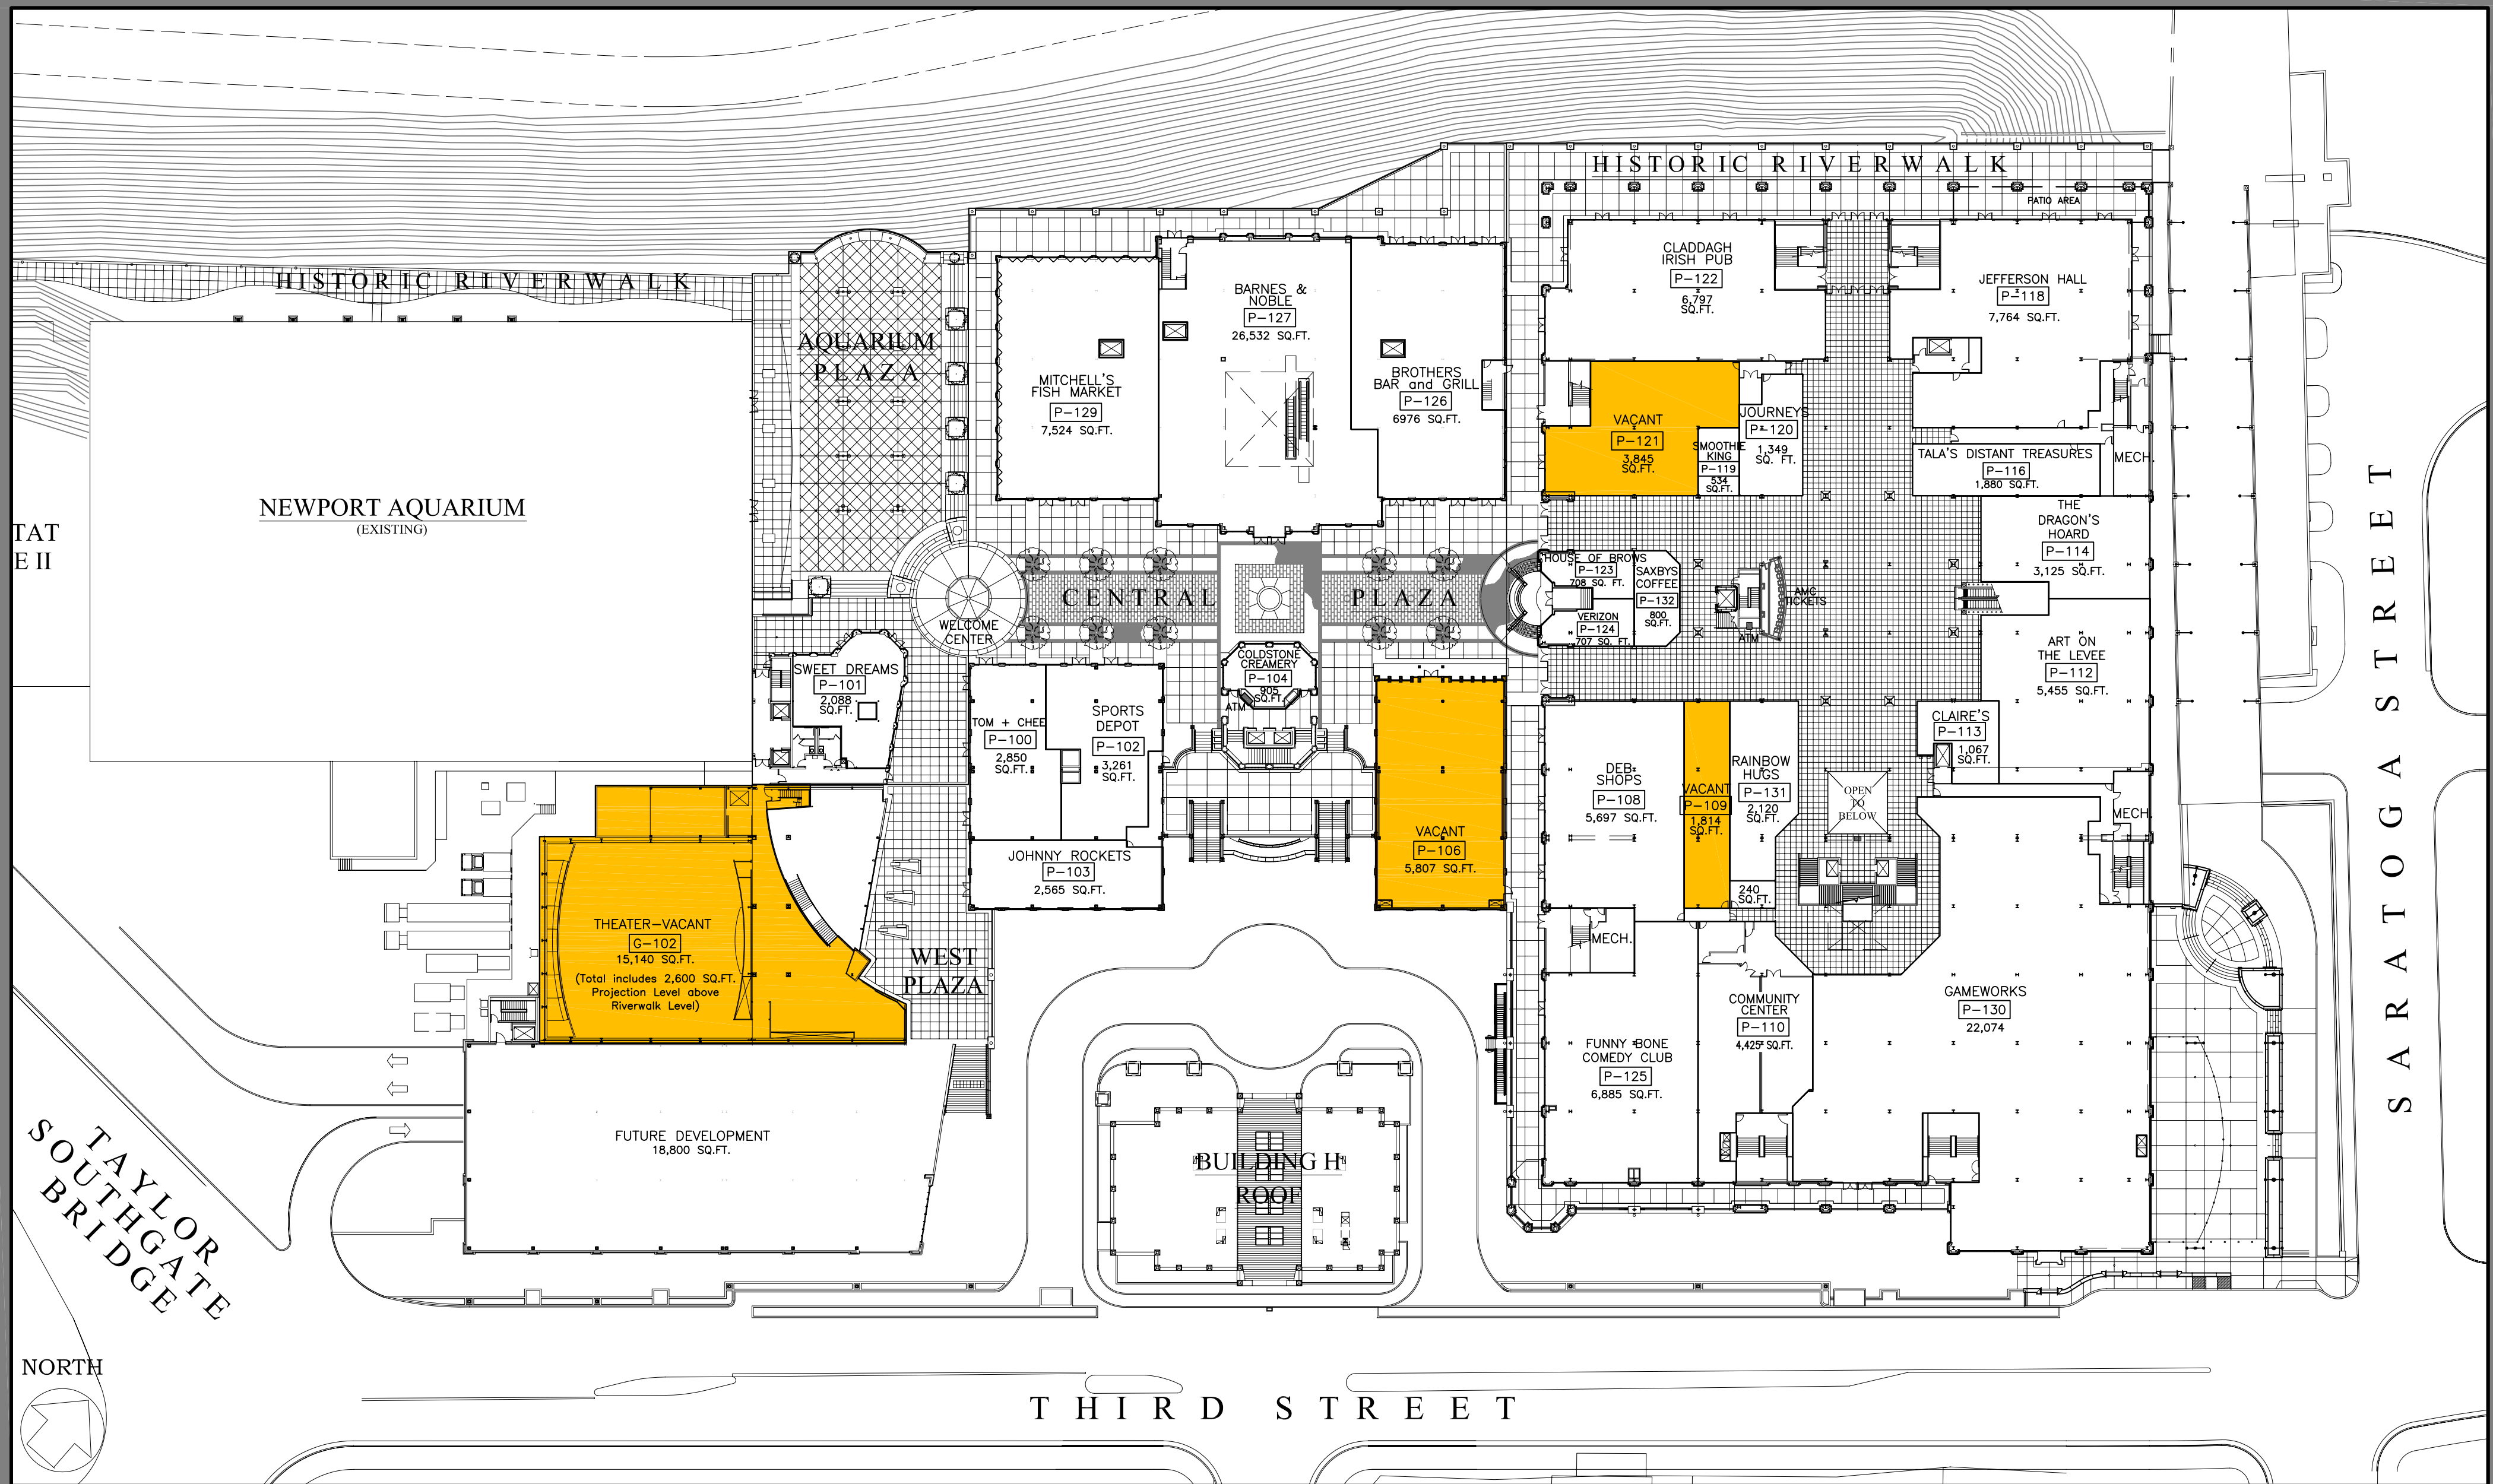 HISTORIC RIVERWALK
PATIO AREA
HISTORIC RIVERWALK
AQUARIUM
PLAZA
NEWPORT AQUARIUM
(EXISTING)
TAT
E II
MITCHELL'S
FISH MARKET
P-129
7,524 SQ.FT.
BARNES &
NOBLE
P-127
26,532 SQ.FT.
BROTHERS
BAR and GRILL
P-126
6976 SQ.FT.
CLADDAGH
IRISH PUB
P-122
6,797
SQ.FT.
JEFFERSON HALL
P-118
7,764 SQ.FT.
VACANT
P-121
3,845
SQ.FT.
SMOOTHIE
KING
P-119
534
SQ.FT.
JOURNEYS
P-120
1,349
SQ. FT.
TALA'S DISTANT TREASURES
P-116
1,880 SQ.FT.
MECH.
THE
DRAGON'S
HOARD
P-114
3,125 SQ.FT.
CENTRAL PLAZA
WELCOME
CENTER
HOUSE OF BROWS
P-123
708 SQ. FT.
SAXBYS
COFFEE
P-132
800
SQ.FT.
VERIZON
P-124
707 SQ. FT.
AMC
TICKETS
ATM
ART ON
THE LEVEE
P-112
5,455 SQ.FT.
SWEET DREAMS
P-101
2,088
SQ.FT.
COLDSTONE
CREAMERY
P-104
905
SQ.FT.
ATM
TOM + CHEE
P-100
2,850
SQ.FT.
SPORTS
DEPOT
P-102
3,261
SQ.FT.
JOHNNY ROCKETS
P-103
2,565 SQ.FT.
VACANT
P-106
5,807 SQ.FT.
DEB
SHOPS
P-108
5,697 SQ.FT.
VACANT
P-109
1,814
SQ.FT.
RAINBOW
HUGS
P-131
2,120
SQ.FT.
240
SQ.FT.
OPEN
TO
BELOW
CLAIRE'S
P-113
1,067
SQ.FT.
MECH.
THEATER-VACANT
G-102
15,140 SQ.FT.
(Total includes 2,600 SQ.FT.
Projection Level above
Riverwalk Level)
WEST
PLAZA
MECH.
FUNNY BONE
COMEDY CLUB
P-125
6,885 SQ.FT.
COMMUNITY
CENTER
P-110
4,425 SQ.FT.
GAMEWORKS
P-130
22,074
FUTURE DEVELOPMENT
18,800 SQ.FT.
BUILDING H
ROOF
TAYLOR
SOUTHGATE
BRIDGE
SARATOGA STREET
NORTH
THIRD STREET